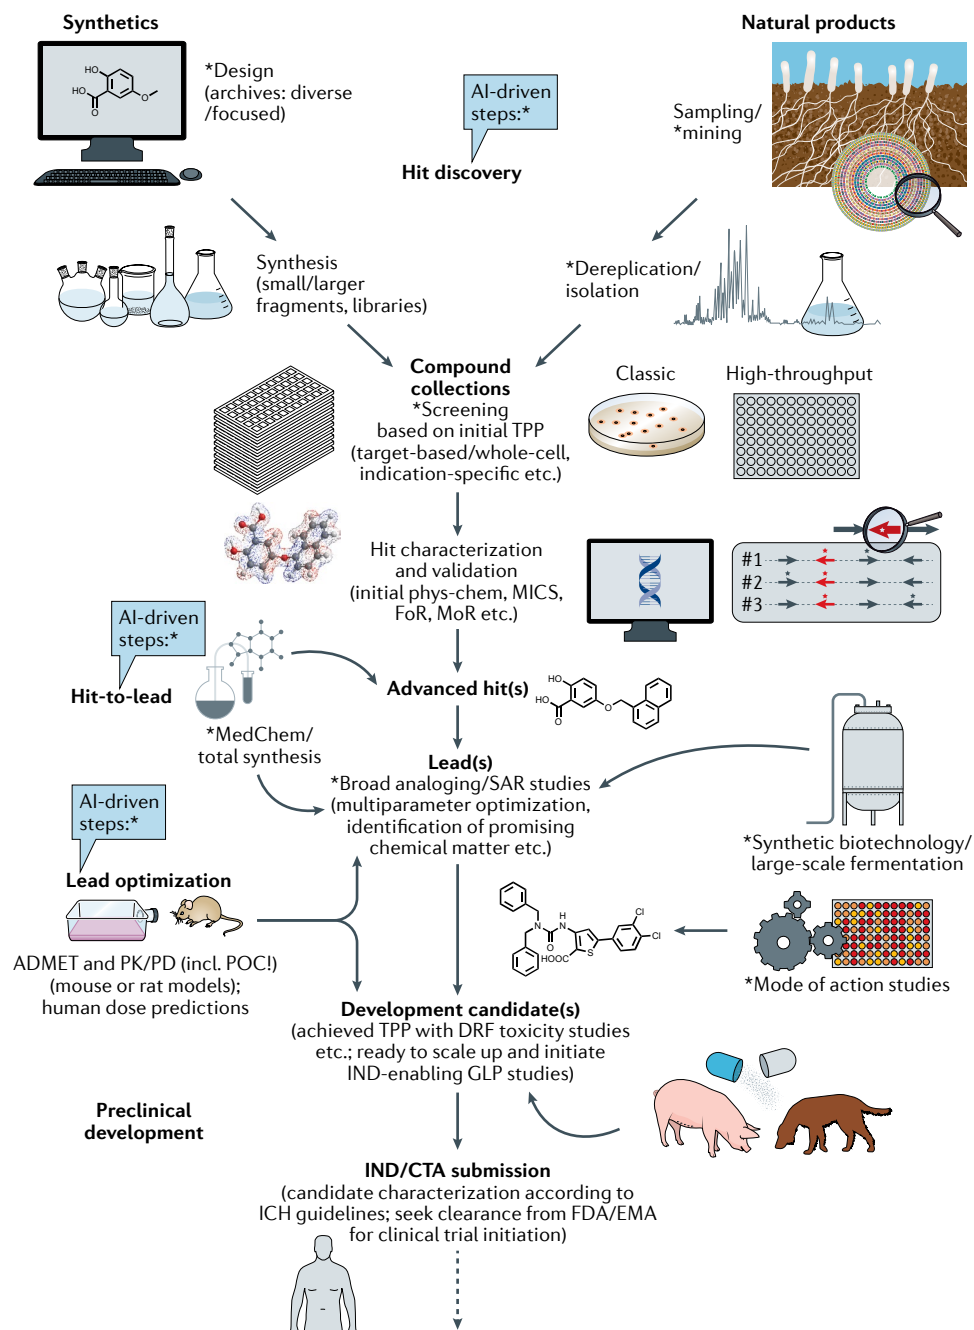 Synthetics
Natural products
HO
HO
O
O
*Design
(archives: diverse
/focused)
AI-driven
steps:*
Hit discovery
Sampling/
*mining
Synthesis
(small/larger
fragments, libraries)
*Dereplication/
isolation
Compound
collections
*Screening
based on initial TPP
(target-based/whole-cell,
indication-specific etc.)
Classic
High-throughput
Hit characterization
and validation
(initial phys-chem, MICS,
FoR, MoR etc.)
#1
#2
#3
AI-driven
steps:*
Hit-to-lead
*MedChem/
total synthesis
Advanced hit(s)
HO
HO
O
O
Lead(s)
*Broad analoging/SAR studies
(multiparameter optimization,
identification of promising
chemical matter etc.)
*Synthetic biotechnology/
large-scale fermentation
AI-driven
steps:*
Lead optimization
ADMET and PK/PD (incl. POC!)
(mouse or rat models);
human dose predictions
H
N
N
O
HOOC
S
Cl
Cl
*Mode of action studies
Development candidate(s)
(achieved TPP with DRF toxicity studies
etc.; ready to scale up and initiate
IND-enabling GLP studies)
Preclinical
development
IND/CTA submission
(candidate characterization according to
ICH guidelines; seek clearance from FDA/EMA
for clinical trial initiation)